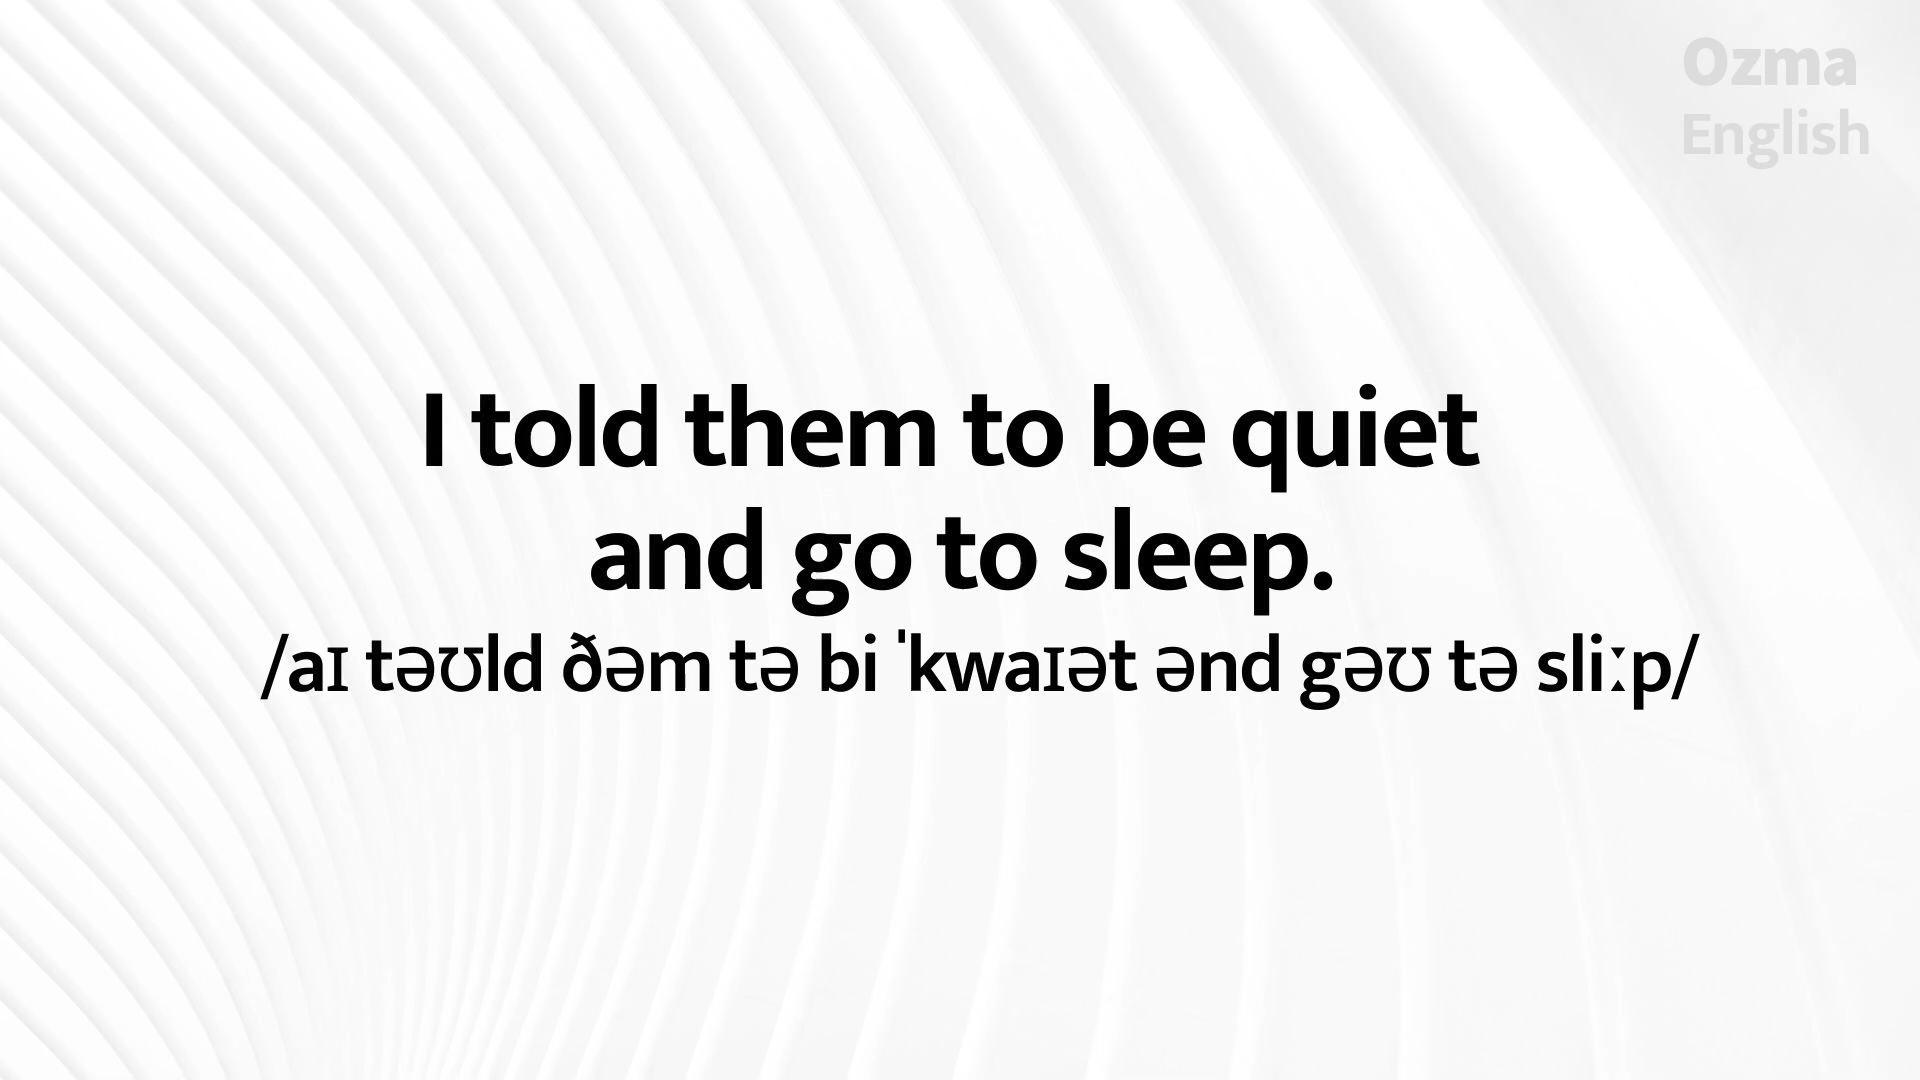 Ozma
English
I told them to be quiet
and go to sleep.
/aɪ təʊld ðəm tə bi ˈkwaɪət ənd gəʊ tə sliːp/